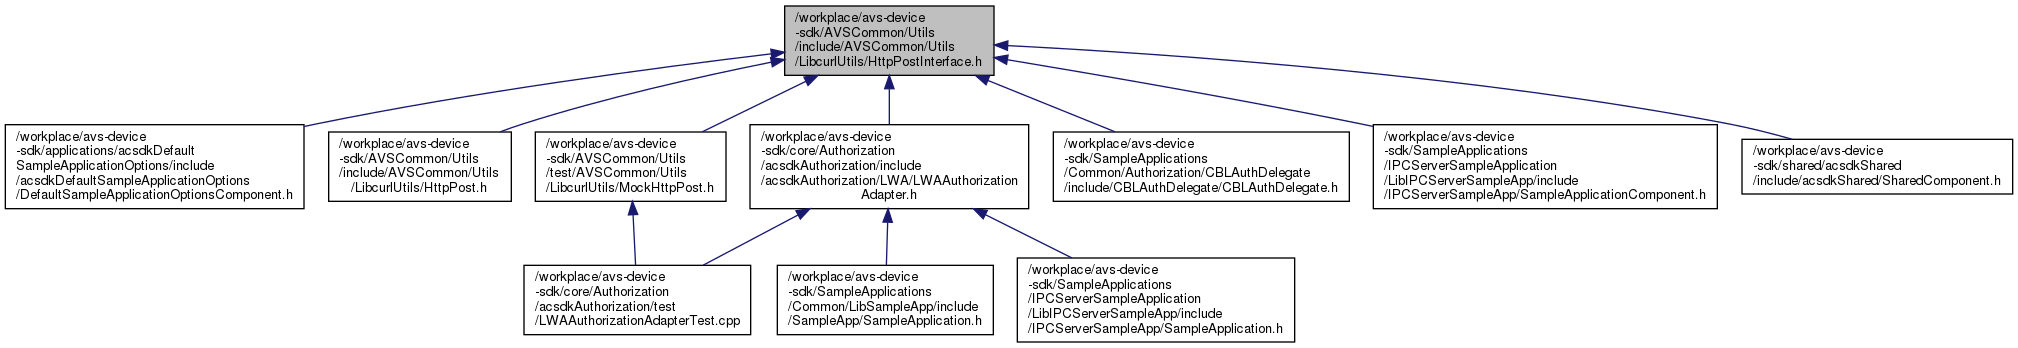 /workplace/avs-device
-sdk/AVSCommon/Utils
/include/AVSCommon/Utils
/LibcurlUtils/HttpPostInterface.h
/workplace/avs-device
-sdk/applications/acsdkDefault
SampleApplicationOptions/include
/acsdkDefaultSampleApplicationOptions
/DefaultSampleApplicationOptionsComponent.h
/workplace/avs-device
-sdk/AVSCommon/Utils
/include/AVSCommon/Utils
/LibcurlUtils/HttpPost.h
/workplace/avs-device
-sdk/AVSCommon/Utils
/test/AVSCommon/Utils
/LibcurlUtils/MockHttpPost.h
/workplace/avs-device
-sdk/core/Authorization
/acsdkAuthorization/include
/acsdkAuthorization/LWA/LWAAuthorization
Adapter.h
/workplace/avs-device
-sdk/SampleApplications
/Common/Authorization/CBLAuthDelegate
/include/CBLAuthDelegate/CBLAuthDelegate.h
/workplace/avs-device
-sdk/SampleApplications
/IPCServerSampleApplication
/LibIPCServerSampleApp/include
/IPCServerSampleApp/SampleApplicationComponent.h
/workplace/avs-device
-sdk/shared/acsdkShared
/include/acsdkShared/SharedComponent.h
/workplace/avs-device
-sdk/core/Authorization
/acsdkAuthorization/test
/LWAAuthorizationAdapterTest.cpp
/workplace/avs-device
-sdk/SampleApplications
/Common/LibSampleApp/include
/SampleApp/SampleApplication.h
/workplace/avs-device
-sdk/SampleApplications
/IPCServerSampleApplication
/LibIPCServerSampleApp/include
/IPCServerSampleApp/SampleApplication.h